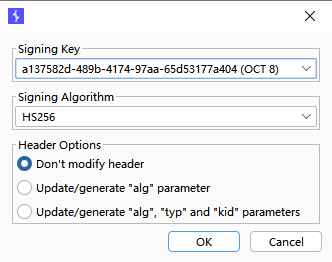 Signing Key
a137582d-489b-4174-97aa-65d53177a404 (OCT 8)
Signing Algorithm
HS256
Header Options
Don't modify header
Update/generate "alg" parameter
Update/generate "alg", "typ" and "kid" parameters
OK
Cancel